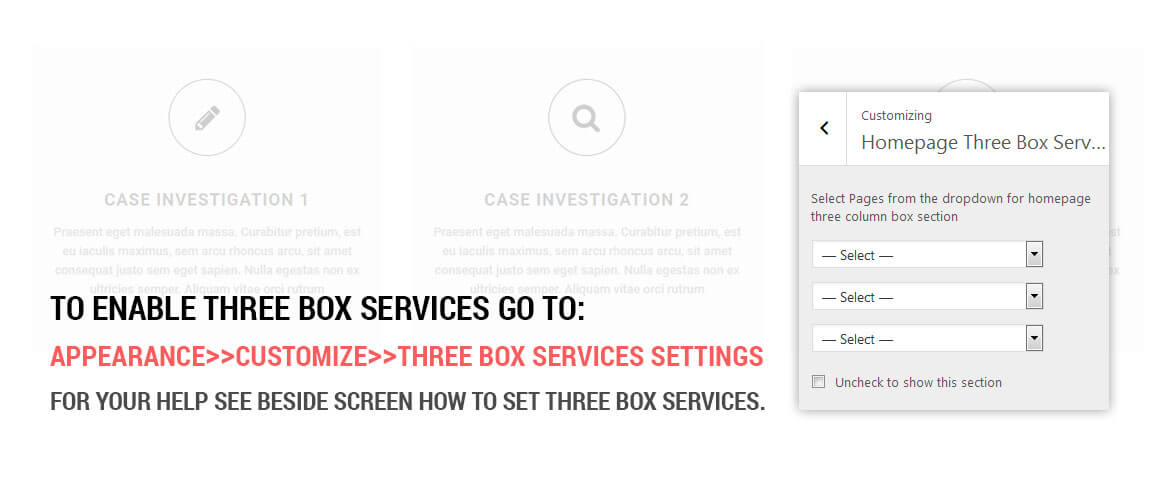 CASE INVESTIGATION 1
Praesent eget malesuada massa. Curabitur pretium, est
eu iaculis maximus, sem arcu rhoncus arcu, sit amet
consequat justo sem eget sapien. Nulla egestas non ex
ultricies semper. Aliquam vitae orci rutrum
CASE INVESTIGATION 2
Praesent eget malesuada massa. Curabitur pretium, est
eu iaculis maximus, sem arcu rhoncus arcu, sit amet
consequat justo sem eget sapien. Nulla egestas non ex
ultricies semper. Aliquam vitae orci rutrum
TO ENABLE THREE BOX SERVICES GO TO:
APPEARANCE>>CUSTOMIZE>>THREE BOX SERVICES SETTINGS
FOR YOUR HELP SEE BESIDE SCREEN HOW TO SET THREE BOX SERVICES.
Customizing
Homepage Three Box Serv...
Select Pages from the dropdown for homepage
three column box section
— Select —
— Select —
— Select —
Uncheck to show this section